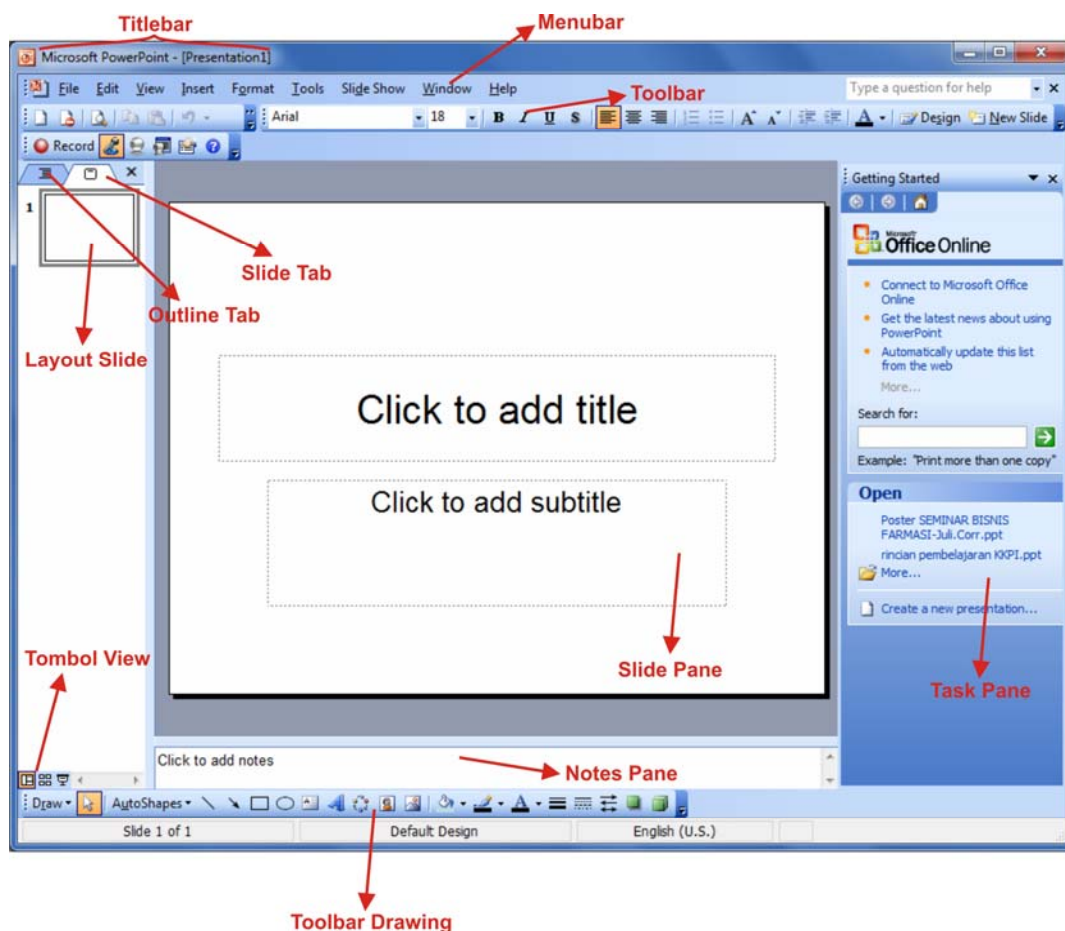 Titlebar
Menubar
Microsoft PowerPoint - [Presentation1]
File Edit View Insert Format Tools Slide Show Window Help
Type a question for help
Toolbar
Arial 18 B I U S A A A Design New Slide
Record
Getting Started
1
Microsoft
Office Online
Slide Tab
Connect to Microsoft Office
Online
Outline Tab
Get the latest news about using
PowerPoint
Layout Slide
Automatically update this list
from the web
More...
Click to add title
Search for:
Example: "Print more than one copy"
Open
Click to add subtitle
Poster SEMINAR BISNIS
FARMASI-Juli.Corr.ppt
rincian pembelajaran KKPI.ppt
More...
Create a new presentation...
Tombol View
Slide Pane
Task Pane
Click to add notes
Notes Pane
Draw AutoShapes A
Slide 1 of 1 Default Design English (U.S.)
Toolbar Drawing